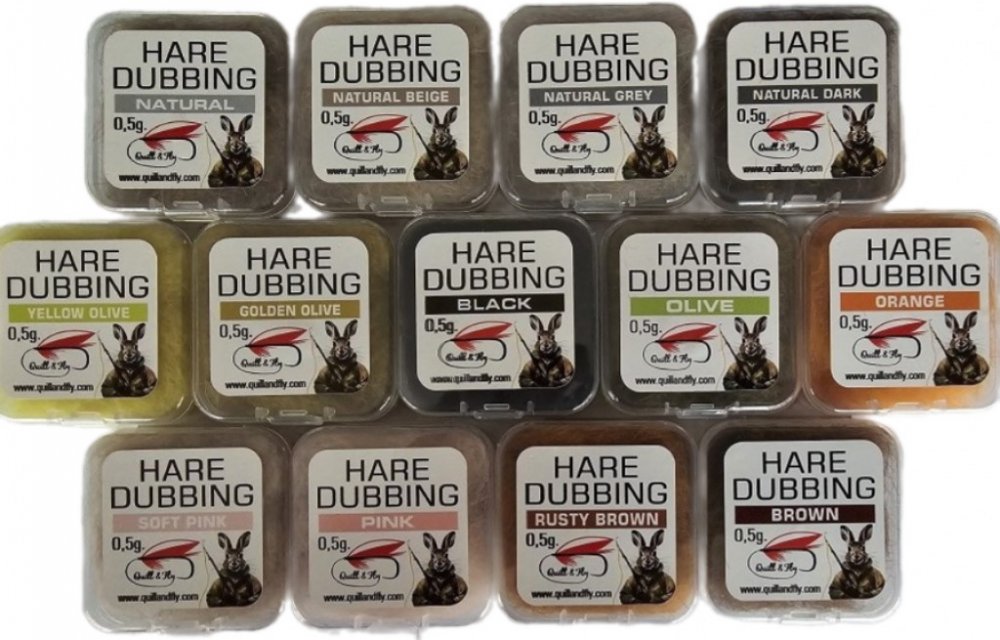 HARE
DUBBING
NATURAL
0,5g.
Quill & Fly
www.quillandfly.com
HARE
DUBBING
NATURAL BEIGE
0,5g.
Quill & Fly
www.quillandfly.com
HARE
DUBBING
NATURAL GREY
0,5g.
Quill & Fly
www.quillandfly.com
HARE
DUBBING
NATURAL DARK
0,5g.
Quill & Fly
www.quillandfly.com
HARE
DUBBING
YELLOW OLIVE
0,5g.
Quill & Fly
www.quillandfly.com
HARE
DUBBING
GOLDEN OLIVE
0,5g.
Quill & Fly
www.quillandfly.com
HARE
DUBBING
BLACK
0,5g.
Quill & Fly
www.quillandfly.com
HARE
DUBBING
OLIVE
0,5g.
Quill & Fly
www.quillandfly.com
HARE
DUBBING
ORANGE
0,5g.
Quill & Fly
www.quillandfly.com
HARE
DUBBING
SOFT PINK
0,5g.
Quill & Fly
www.quillandfly.com
HARE
DUBBING
PINK
0,5g.
Quill & Fly
www.quillandfly.com
HARE
DUBBING
RUSTY BROWN
0,5g.
Quill & Fly
www.quillandfly.com
HARE
DUBBING
BROWN
0,5g.
Quill & Fly
www.quillandfly.com